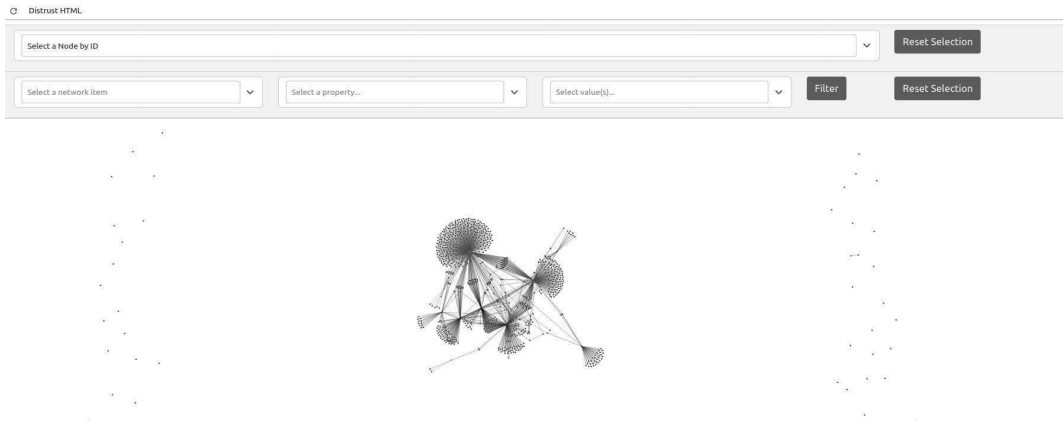 Distrust HTML
Select a Node by ID
Reset Selection
Select a network item
Select a property...
Select value(s)...
Filter
Reset Selection